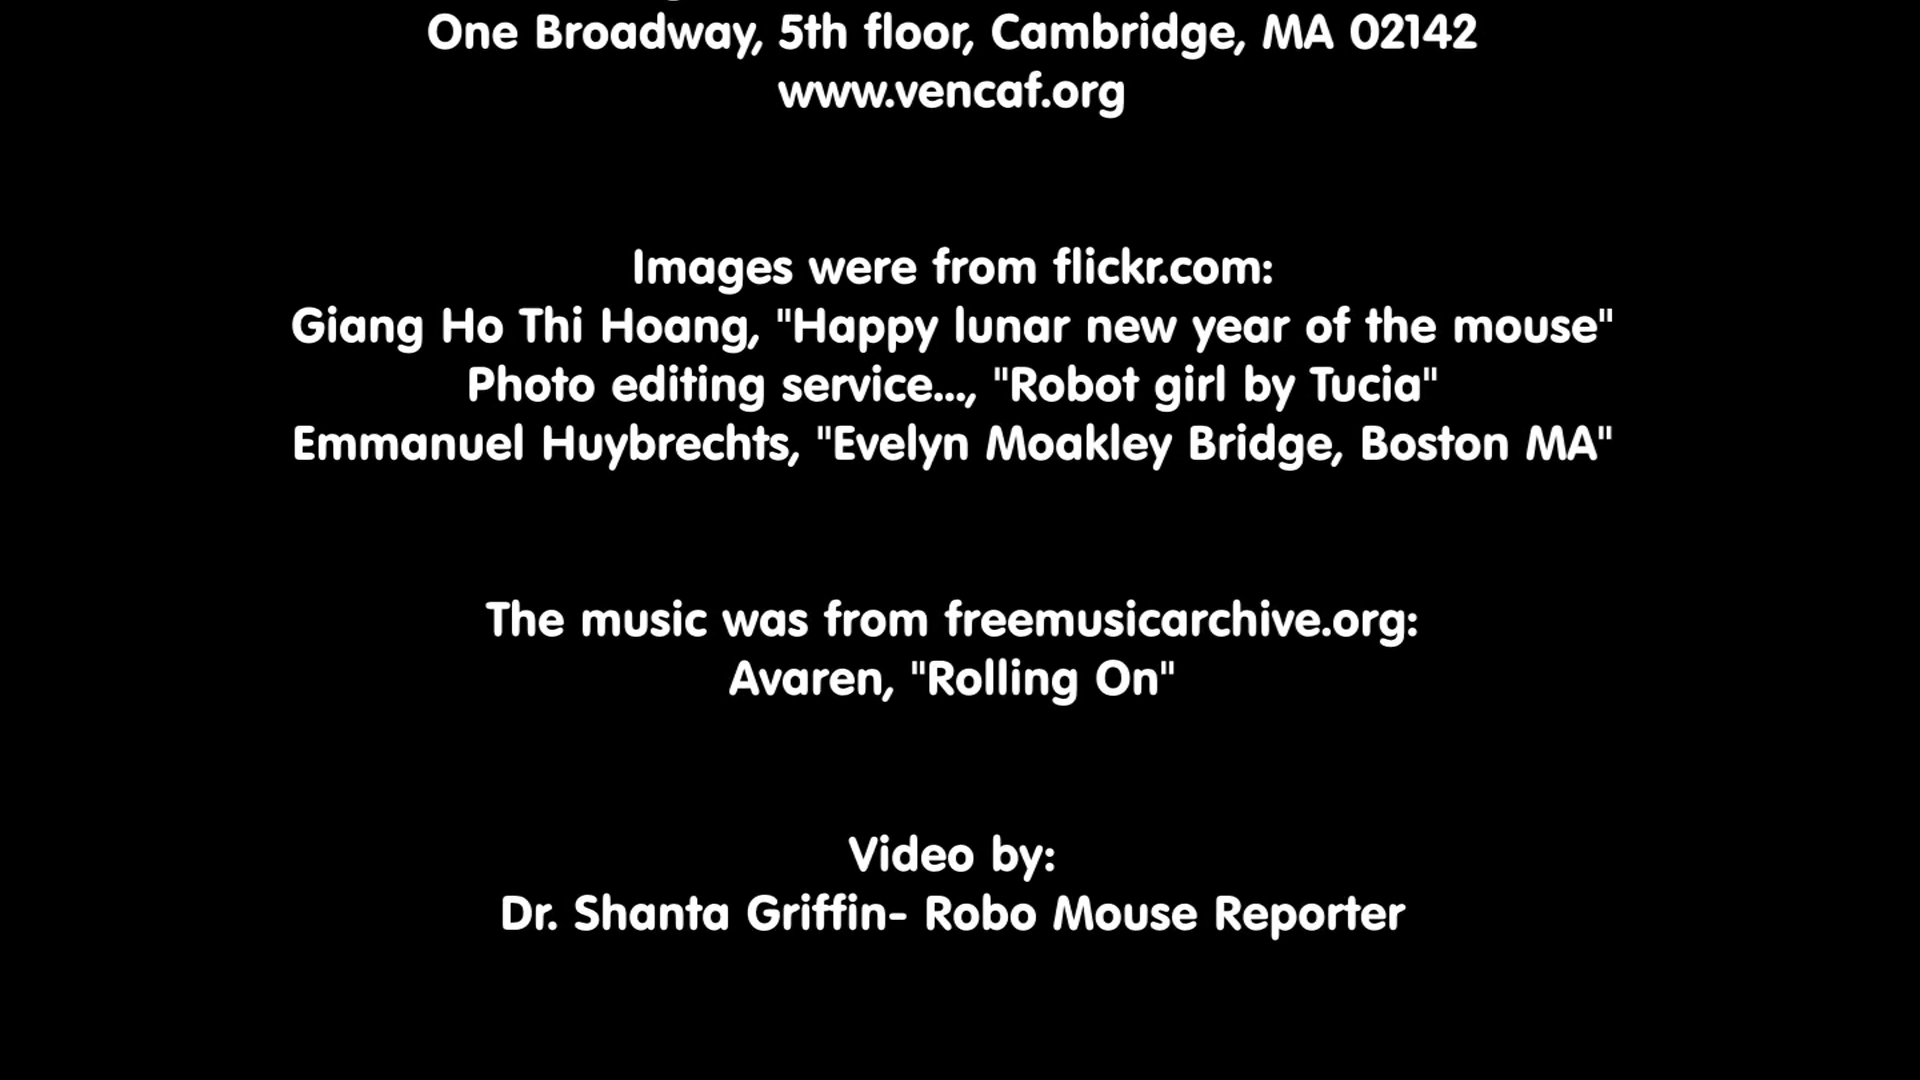 One Broadway, 5th floor, Cambridge, MA 02142
www.vencaf.org
Images were from flickr.com:
Giang Ho Thi Hoang, "Happy lunar new year of the mouse"
Photo editing service..., "Robot girl by Tucia"
Emmanuel Huybrechts, "Evelyn Moakley Bridge, Boston MA"
The music was from freemusicarchive.org:
Avaren, "Rolling On"
Video by:
Dr. Shanta Griffin- Robo Mouse Reporter